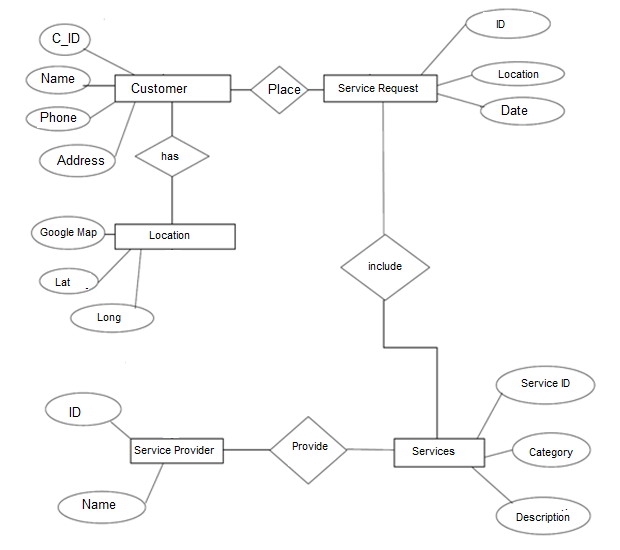 C_ID
ID
Name
Customer
Place
Service Request
Location
Phone
Date
Address
has
Google Map
Location
include
Lat
Long
Service ID
ID
Service Provider
Provide
Services
Category
Name
Description